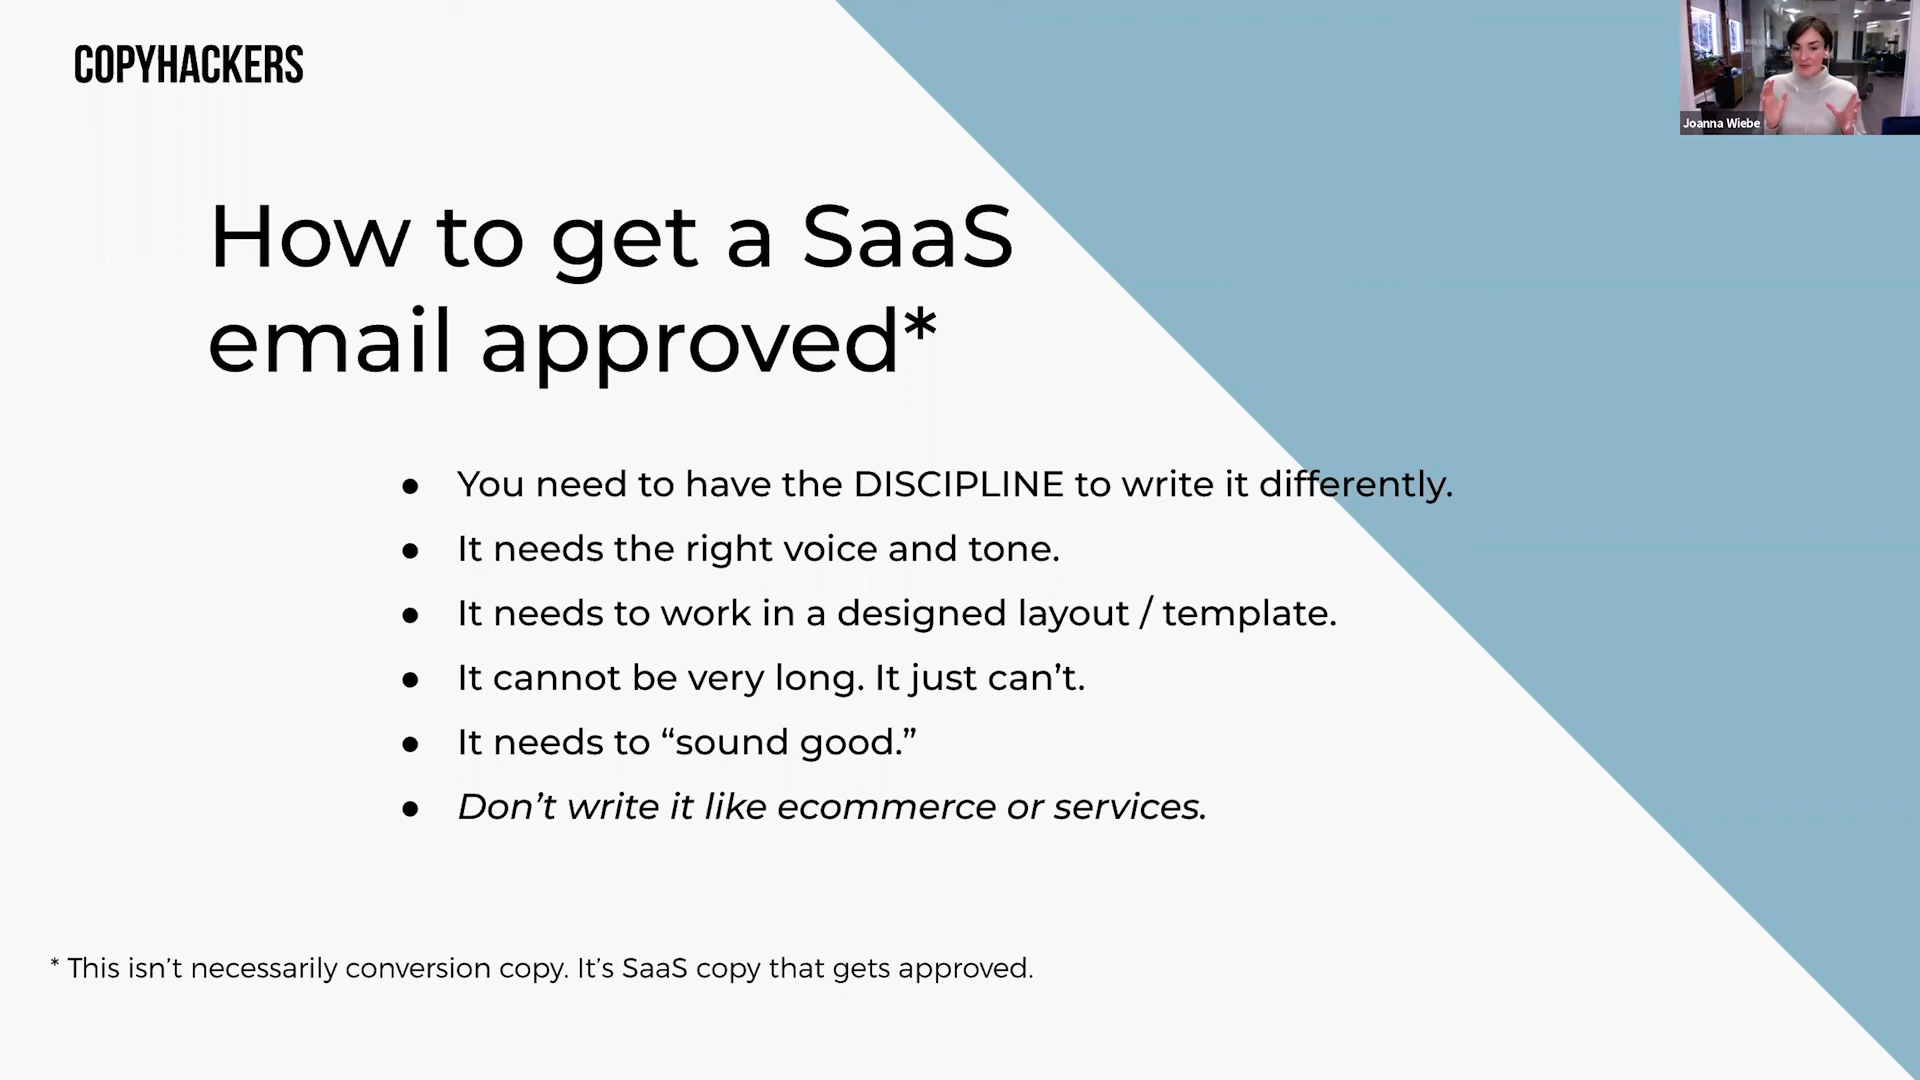 COPYHACKERS
Joanna Wiebe
How to get a SaaS
email approved*
● You need to have the DISCIPLINE to write it differently.
● It needs the right voice and tone.
● It needs to work in a designed layout / template.
● It cannot be very long. It just can’t.
● It needs to “sound good.”
● Don’t write it like ecommerce or services.
* This isn’t necessarily conversion copy. It’s SaaS copy that gets approved.